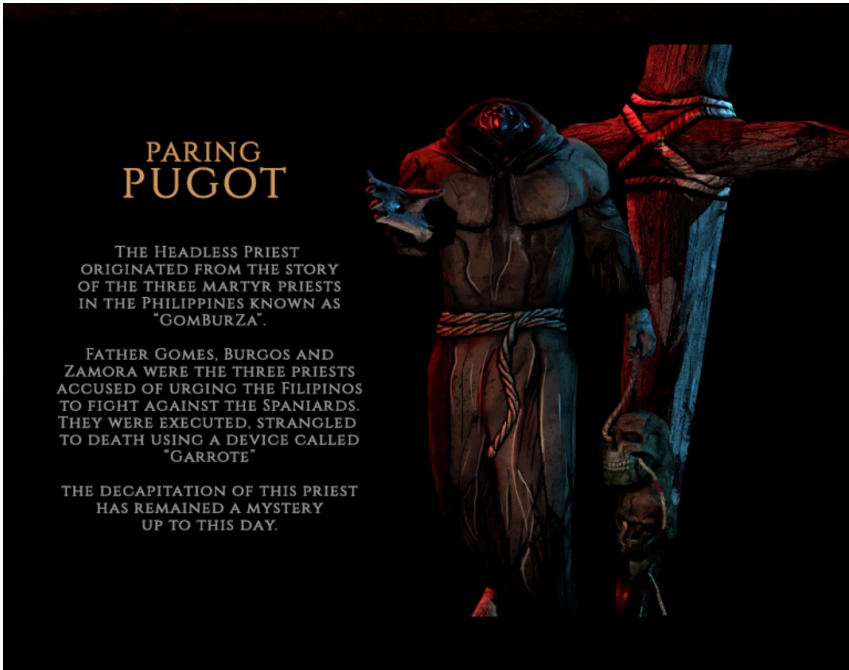 PARING
PUGOT
THE HEADLESS PRIEST
ORIGINATED FROM THE STORY
OF THE THREE MARTYR PRIESTS
IN THE PHILIPPINES KNOWN AS
"GOMBURZA".
FATHER GOMES, BURGOS AND
ZAMORA WERE THE THREE PRIESTS
ACCUSED OF URGING THE FILIPINOS
TO FIGHT AGAINST THE SPANIARDS.
THEY WERE EXECUTED, STRANGLED
TO DEATH USING A DEVICE CALLED
"GARROTE"
THE DECAPITATION OF THIS PRIEST
HAS REMAINED A MYSTERY
UP TO THIS DAY.